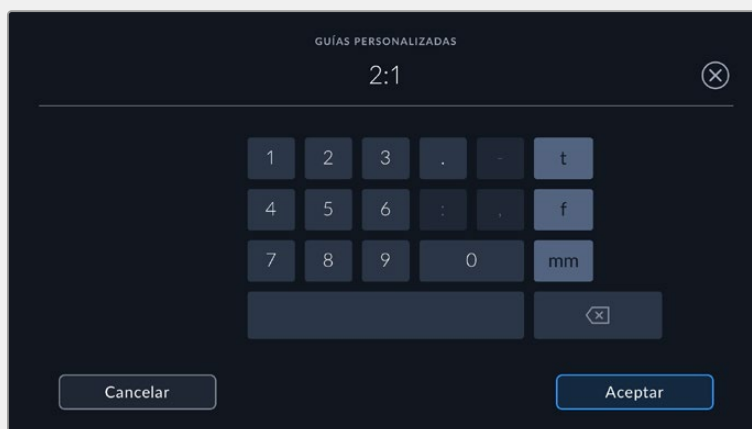 GUÍAS PERSONALIZADAS
2:1
1 2 3 . - t
4 5 6 : , f
7 8 9 0 mm
Cancelar Aceptar